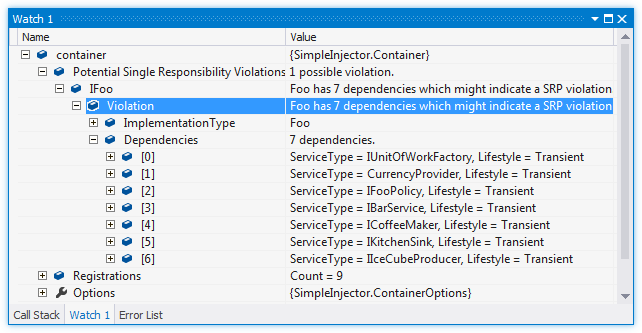 Watch 1
Name Value
container {SimpleInjector.Container}
Potential Single Responsibility Violations 1 possible violation.
IFoo Foo has 7 dependencies which might indicate a SRP violation
Violation Foo has 7 dependencies which might indicate a SRP violation
ImplementationType Foo
Dependencies 7 dependencies.
[0] ServiceType = IUnitOfWorkFactory, Lifestyle = Transient
[1] ServiceType = CurrencyProvider, Lifestyle = Transient
[2] ServiceType = IFooPolicy, Lifestyle = Transient
[3] ServiceType = IBarService, Lifestyle = Transient
[4] ServiceType = ICoffeeMaker, Lifestyle = Transient
[5] ServiceType = IKitchenSink, Lifestyle = Transient
[6] ServiceType = IIceCubeProducer, Lifestyle = Transient
Registrations Count = 9
Options {SimpleInjector.ContainerOptions}
Call Stack Watch 1 Error List